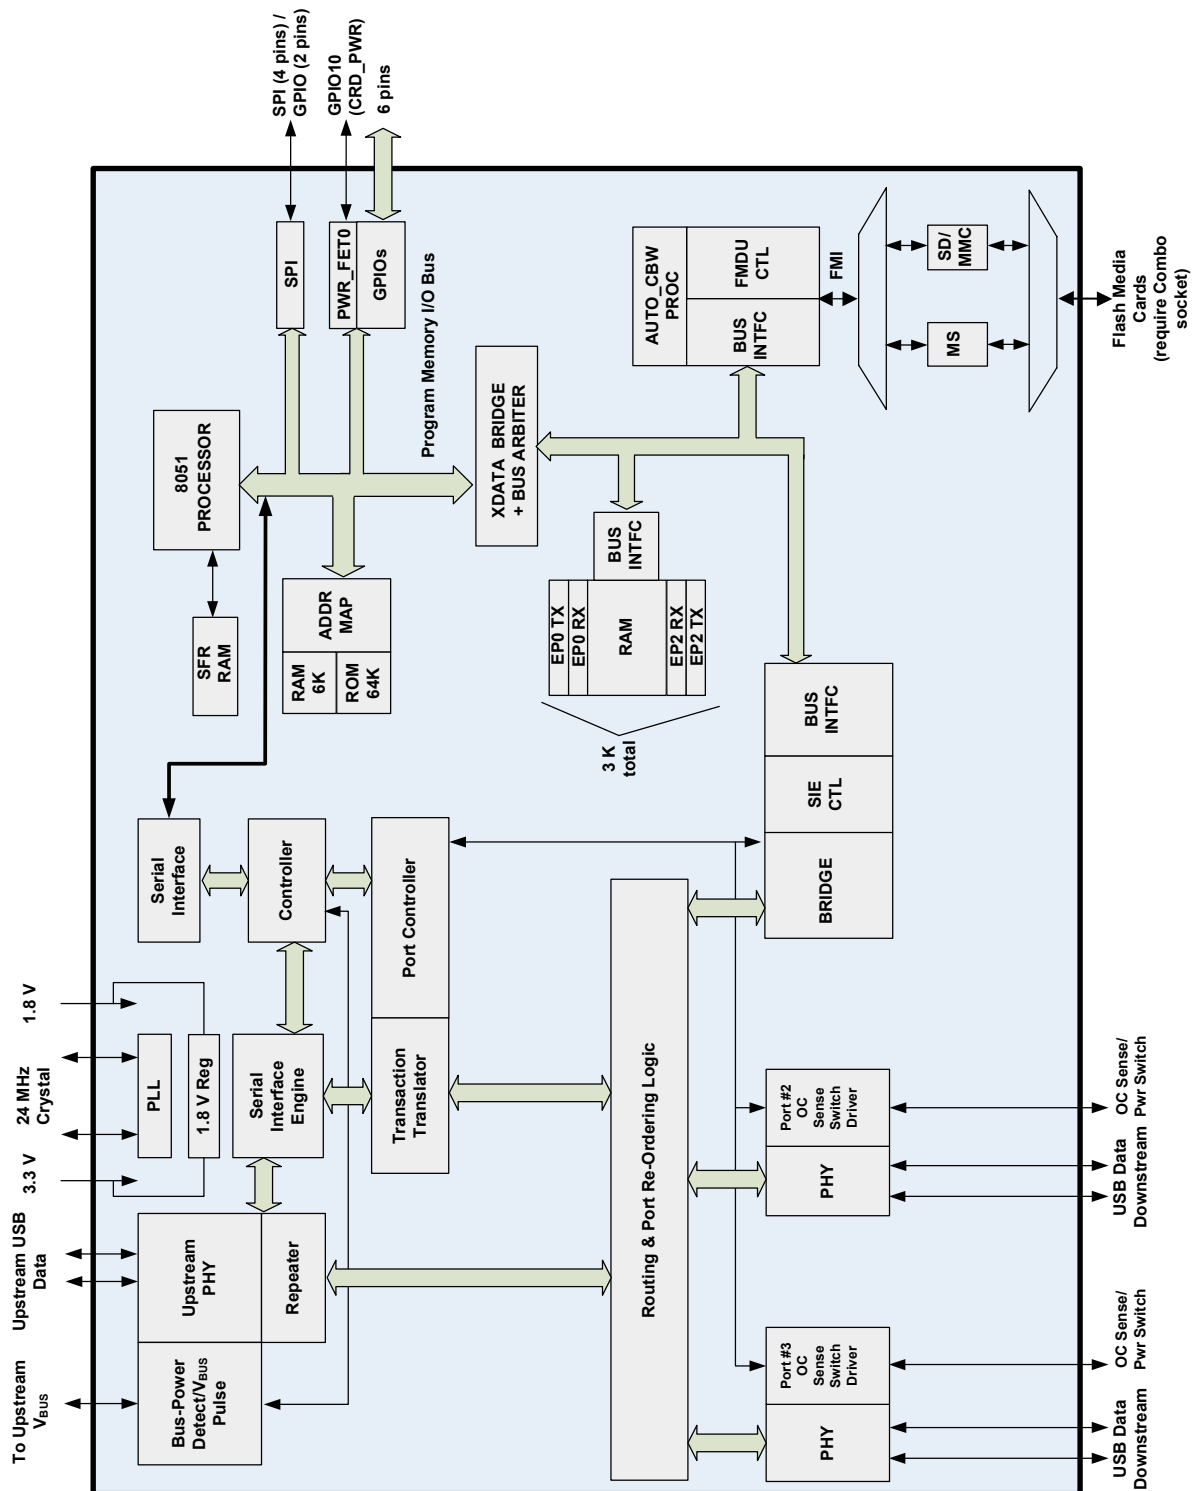 To Upstream
VBUS
Upstream USB
Data
3.3 V
24 MHz
Crystal
1.8 V
Bus-Power
Detect/VBUS
Pulse
Upstream
PHY
Repeater
PLL
1.8 V Reg
Serial
Interface
Engine
Serial
Interface
Controller
Transaction
Translator
Port Controller
SFR
RAM
8051
PROCESSOR
SPI
SPI (4 pins) /
GPIO (2 pins)
PWR_FET0
GPIO10
(CRD_PWR)
GPIOs
6 pins
RAM
6K
ROM
64K
ADDR
MAP
Program Memory I/O Bus
XDATA BRIDGE
+ BUS ARBITER
3 K
total
EP0 TX
EP0 RX
RAM
EP2 RX
EP2 TX
BUS
INTFC
AUTO_CBW
PROC
BUS
INTFC
FMDU
CTL
FMI
MS
SD/
MMC
Flash Media
Cards
(require Combo
socket)
Routing & Port Re-Ordering Logic
BRIDGE
SIE
CTL
BUS
INTFC
PHY
Port #3
OC
Sense
Switch
Driver
PHY
Port #2
OC
Sense
Switch
Driver
USB Data
Downstream
OC Sense/
Pwr Switch
USB Data
Downstream
OC Sense/
Pwr Switch